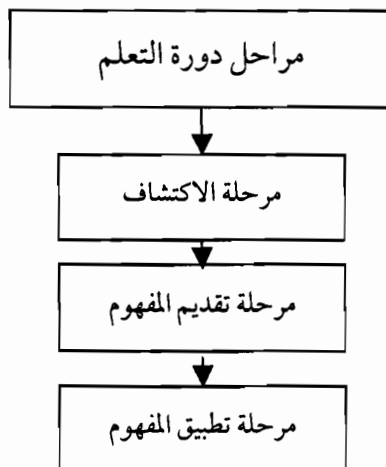 مراحل دورة التعلم
مرحلة الاكتشاف
مرحلة تقديم المفهوم
مرحلة تطبيق المفهوم